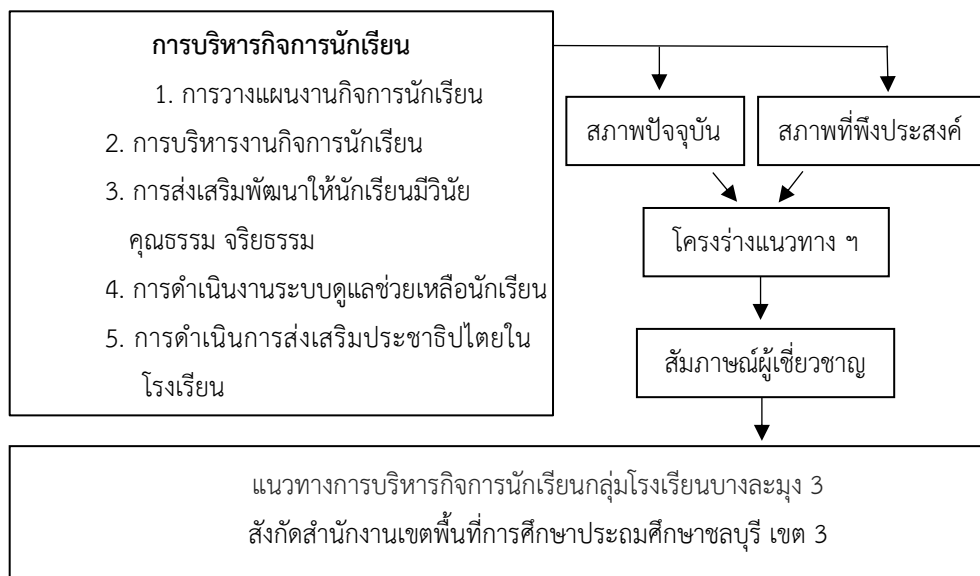 การบริหารกิจการนักเรียน
1. การวางแผนงานกิจการนักเรียน
2. การบริหารงานกิจการนักเรียน
3. การส่งเสริมพัฒนาให้นักเรียนมีวินัย
คุณธรรม จริยธรรม
4. การดำเนินงานระบบดูแลช่วยเหลือนักเรียน
5. การดำเนินการส่งเสริมประชาธิปไตยใน
โรงเรียน
สภาพปัจจุบัน
สภาพที่พึงประสงค์
โครงร่างแนวทาง ฯ
สัมภาษณ์ผู้เชี่ยวชาญ
แนวทางการบริหารกิจการนักเรียนกลุ่มโรงเรียนบางละมุง 3
สังกัดสำนักงานเขตพื้นที่การศึกษาประถมศึกษาชลบุรี เขต 3